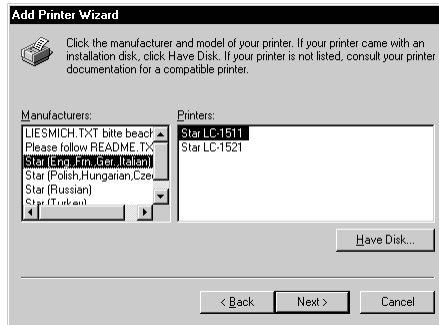 Add Printer Wizard
Click the manufacturer and model of your printer. If your printer came with an
installation disk, click Have Disk. If your printer is not listed, consult your printer
documentation for a compatible printer.
Manufacturers:
LIESMICH.TXT bitte beach
Please follow README.TX
Star (Eng.,Frn.,Ger.,Italian)
Star (Polish,Hungarian,Cze
Star (Russian)
Star (Turkey)
Printers:
Star LC-1511
Star LC-1521
Have Disk...
< Back
Next >
Cancel